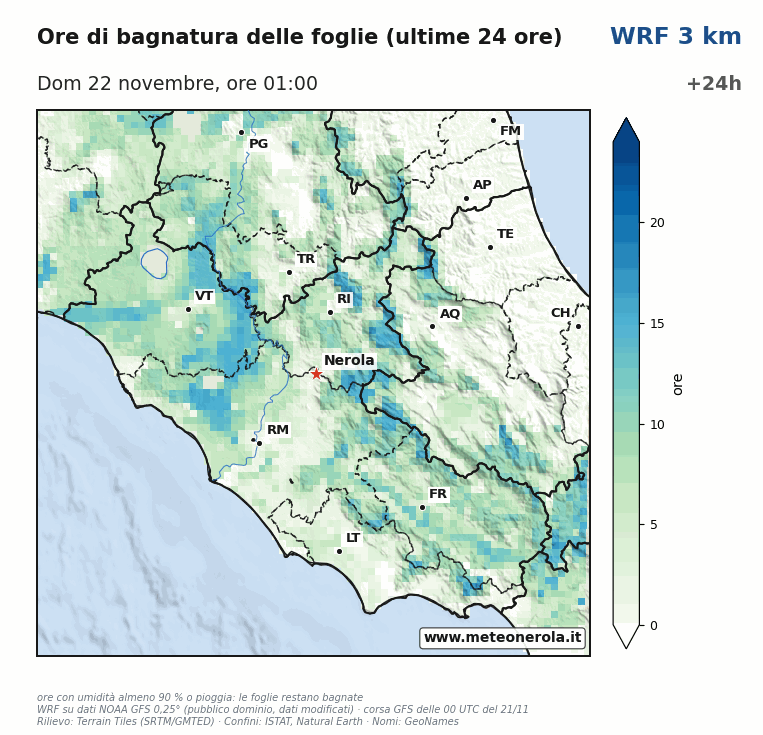 Ore di bagnatura delle foglie (ultime 24 ore)
WRF 3 km
Dom 22 novembre, ore 01:00
+24h
FM
PG
AP
TE
TR
VT
RI
AQ
CH
Nerola
RM
FR
LT
20
15
10
5
0
ore
www.meteonerola.it
ore con umidità almeno 90 % o pioggia: le foglie restano bagnate
WRF su dati NOAA GFS 0,25° (pubblico dominio, dati modificati) · corsa GFS delle 00 UTC del 21/11
Rilievo: Terrain Tiles (SRTM/GMTED) · Confini: ISTAT, Natural Earth · Nomi: GeoNames